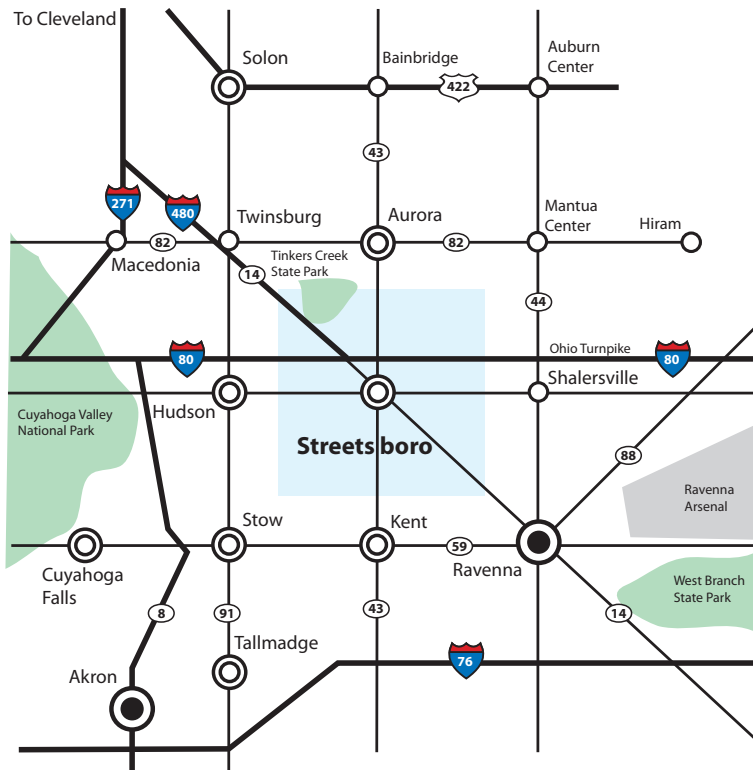 To Cleveland
Solon
Bainbridge
Auburn
Center
422
43
271
480
Twinsburg
Aurora
Mantua
Center
Hiram
82
82
Macedonia
14
Tinkers Creek
State Park
44
80
Ohio Turnpike
80
Hudson
Shalersville
Cuyahoga Valley
National Park
Streetsboro
88
Ravenna
Arsenal
Stow
Kent
59
Ravenna
Cuyahoga
Falls
West Branch
State Park
8
91
43
14
Tallmadge
76
Akron